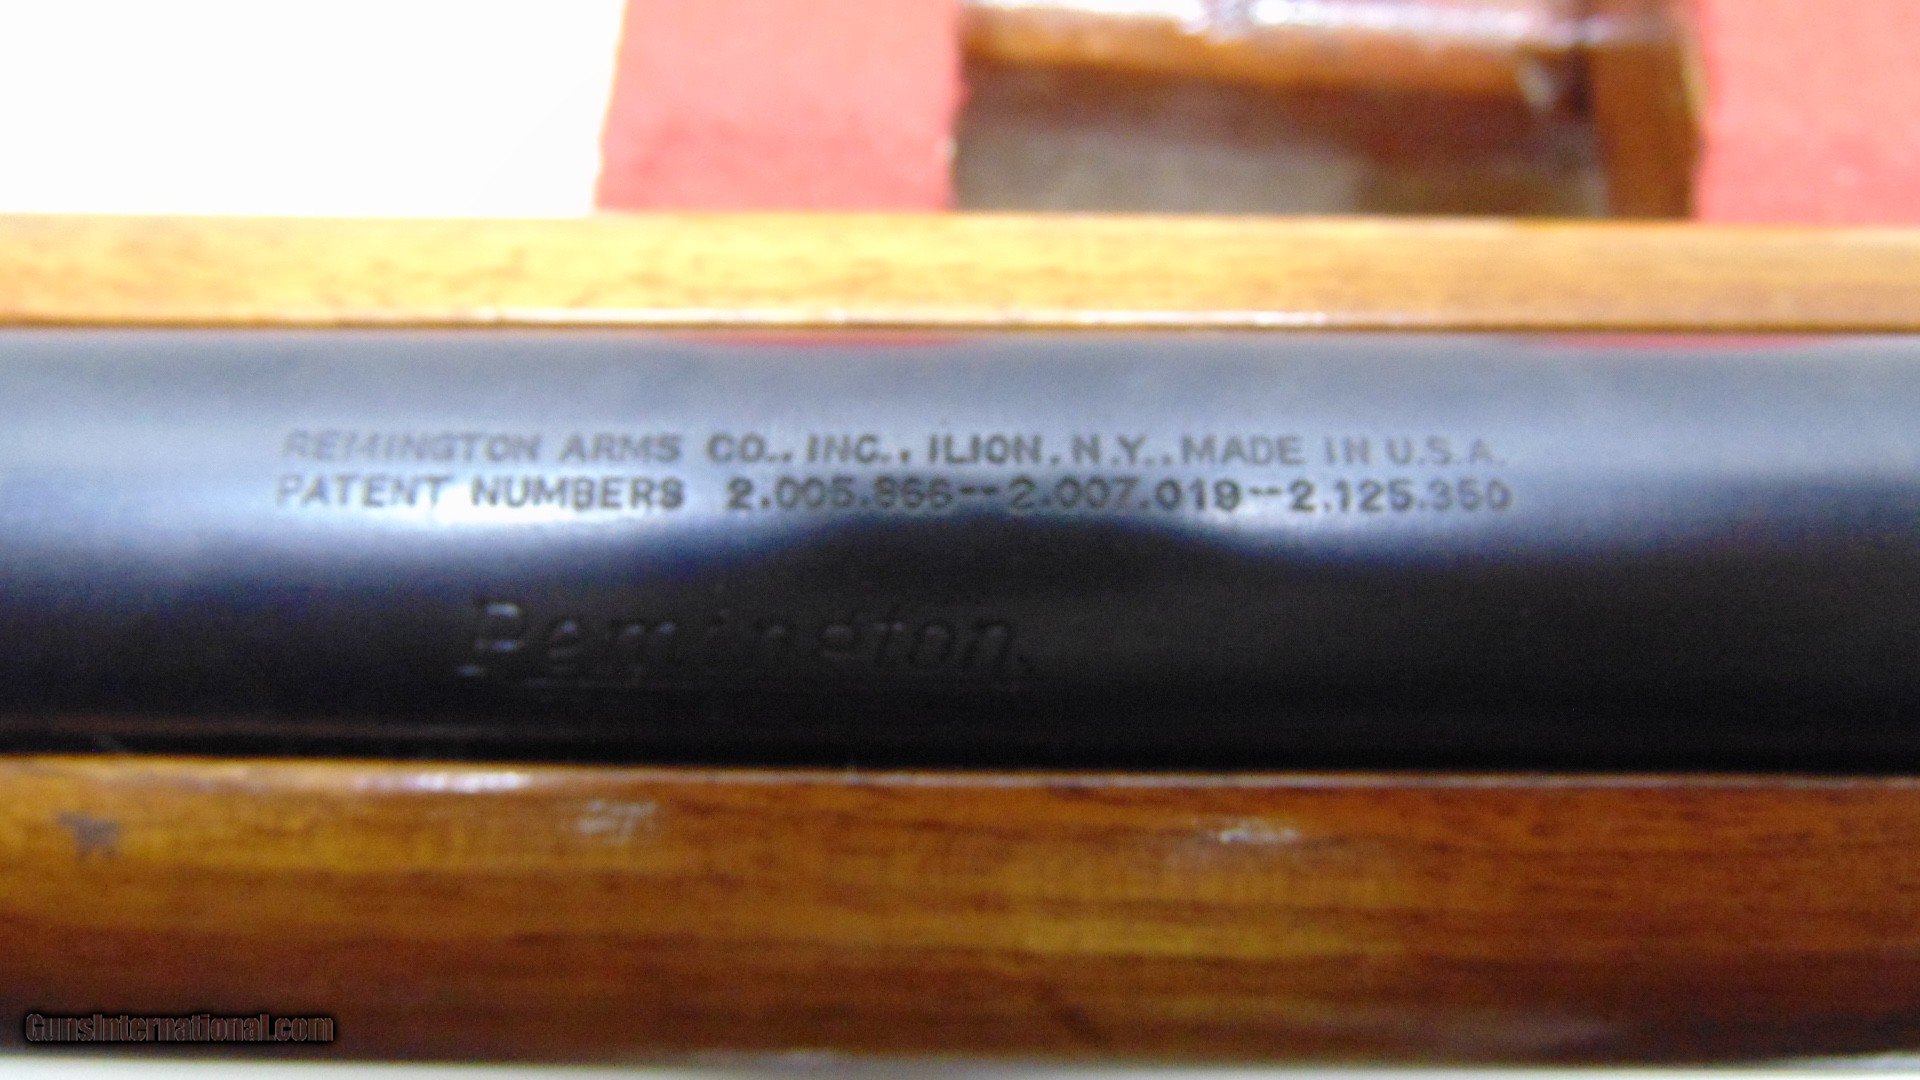 REMINGTON ARMS CO., INC., ILION, N.Y., MADE IN U.S.A.
PATENT NUMBERS 2.005.866--2.007.019--2.125.350
Remington.
GunsInternational.com